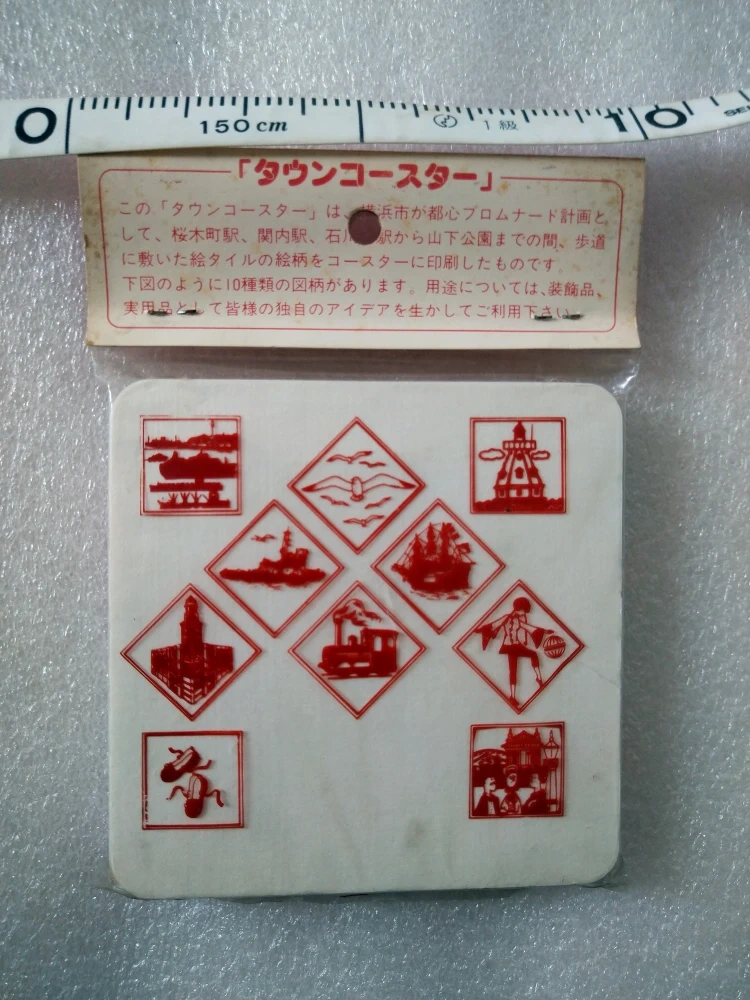 0
150 cm
1級
10
「タウンコースター」
この「タウンコースター」は、横浜市が都心プロムナード計画と
して、桜木町駅、関内駅、石川 駅から山下公園までの間、歩道
に敷いた絵タイルの絵柄をコースターに印刷したものです。
下図のように10種類の図柄があります。用途については、装飾品、
実用品として皆様の独自のアイデアを生かしてご利用下さい。